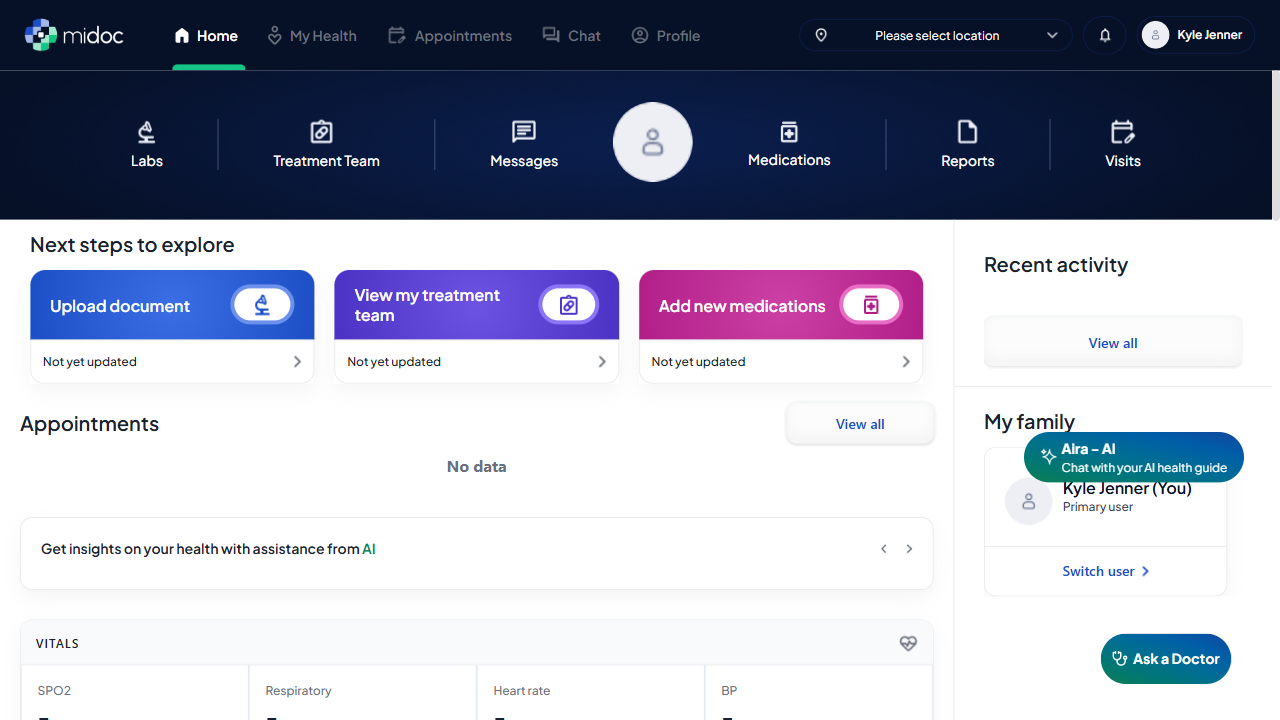 midoc
Home
My Health
Appointments
Chat
Profile
Please select location
Kyle Jenner
Labs
Treatment Team
Messages
Medications
Reports
Visits
Next steps to explore
Upload document
Not yet updated
View my treatment
team
Not yet updated
Add new medications
Not yet updated
Appointments
View all
No data
Get insights on your health with assistance from AI
VITALS
SPO2
Respiratory
Heart rate
BP
Recent activity
View all
My family
Aira – AI
Chat with your AI health guide
Kyle Jenner (You)
Primary user
Switch user
Ask a Doctor